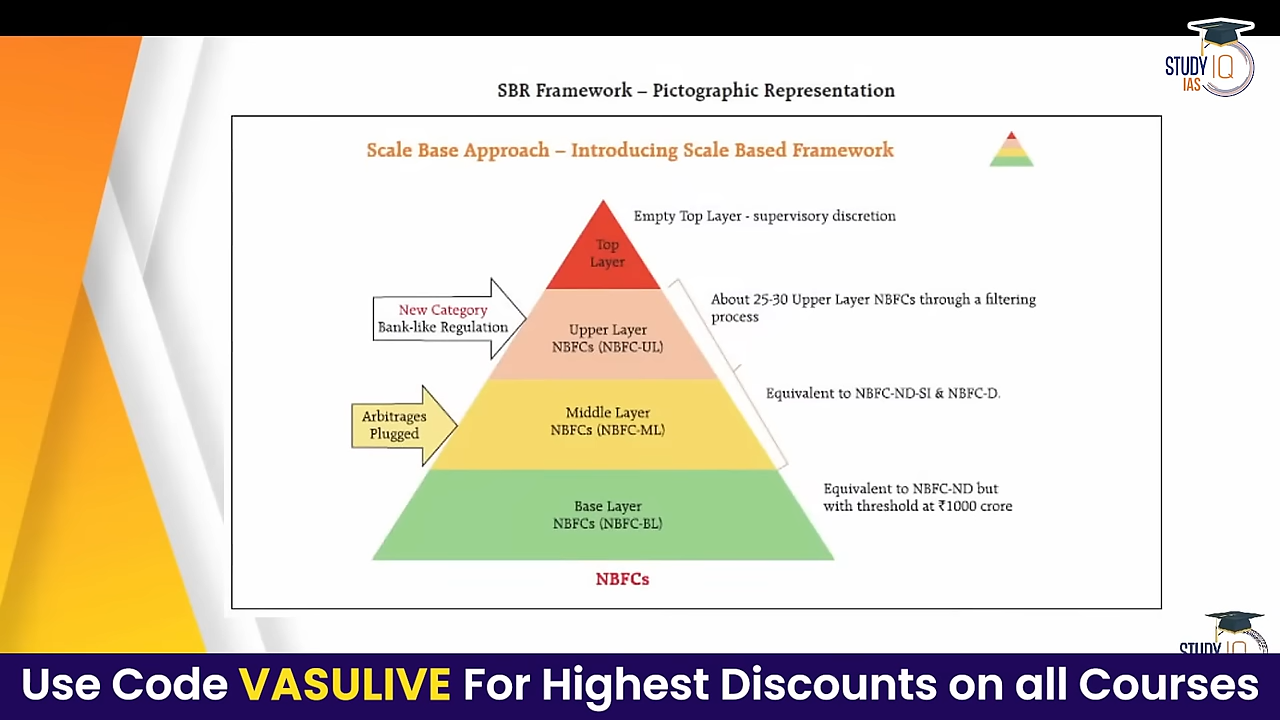 STUDY IQ
IAS
SBR Framework – Pictographic Representation
Scale Base Approach – Introducing Scale Based Framework
Empty Top Layer - supervisory discretion
Top
Layer
About 25-30 Upper Layer NBFCs through a filtering
process
New Category
Bank-like Regulation
Upper Layer
NBFCs (NBFC-UL)
Equivalent to NBFC-ND-SI & NBFC-D.
Arbitrages
Plugged
Middle Layer
NBFCs (NBFC-ML)
Equivalent to NBFC-ND but
with threshold at ₹1000 crore
Base Layer
NBFCs (NBFC-BL)
NBFCs
STUDY IQ
Use Code VASULIVE For Highest Discounts on all Courses